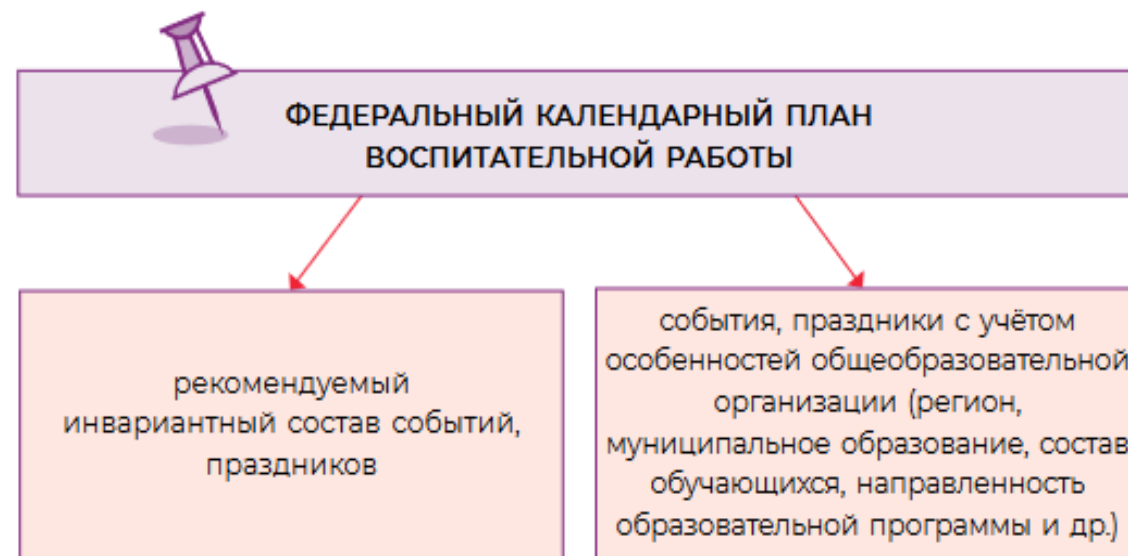 ФЕДЕРАЛЬНЫЙ КАЛЕНДАРНЫЙ ПЛАН
ВОСПИТАТЕЛЬНОЙ РАБОТЫ
рекомендуемый
инвариантный состав событий,
праздников
события, праздники с учётом
особенностей общеобразовательной
организации (регион,
муниципальное образование, состав
обучающихся, направленность
образовательной программы и др.)